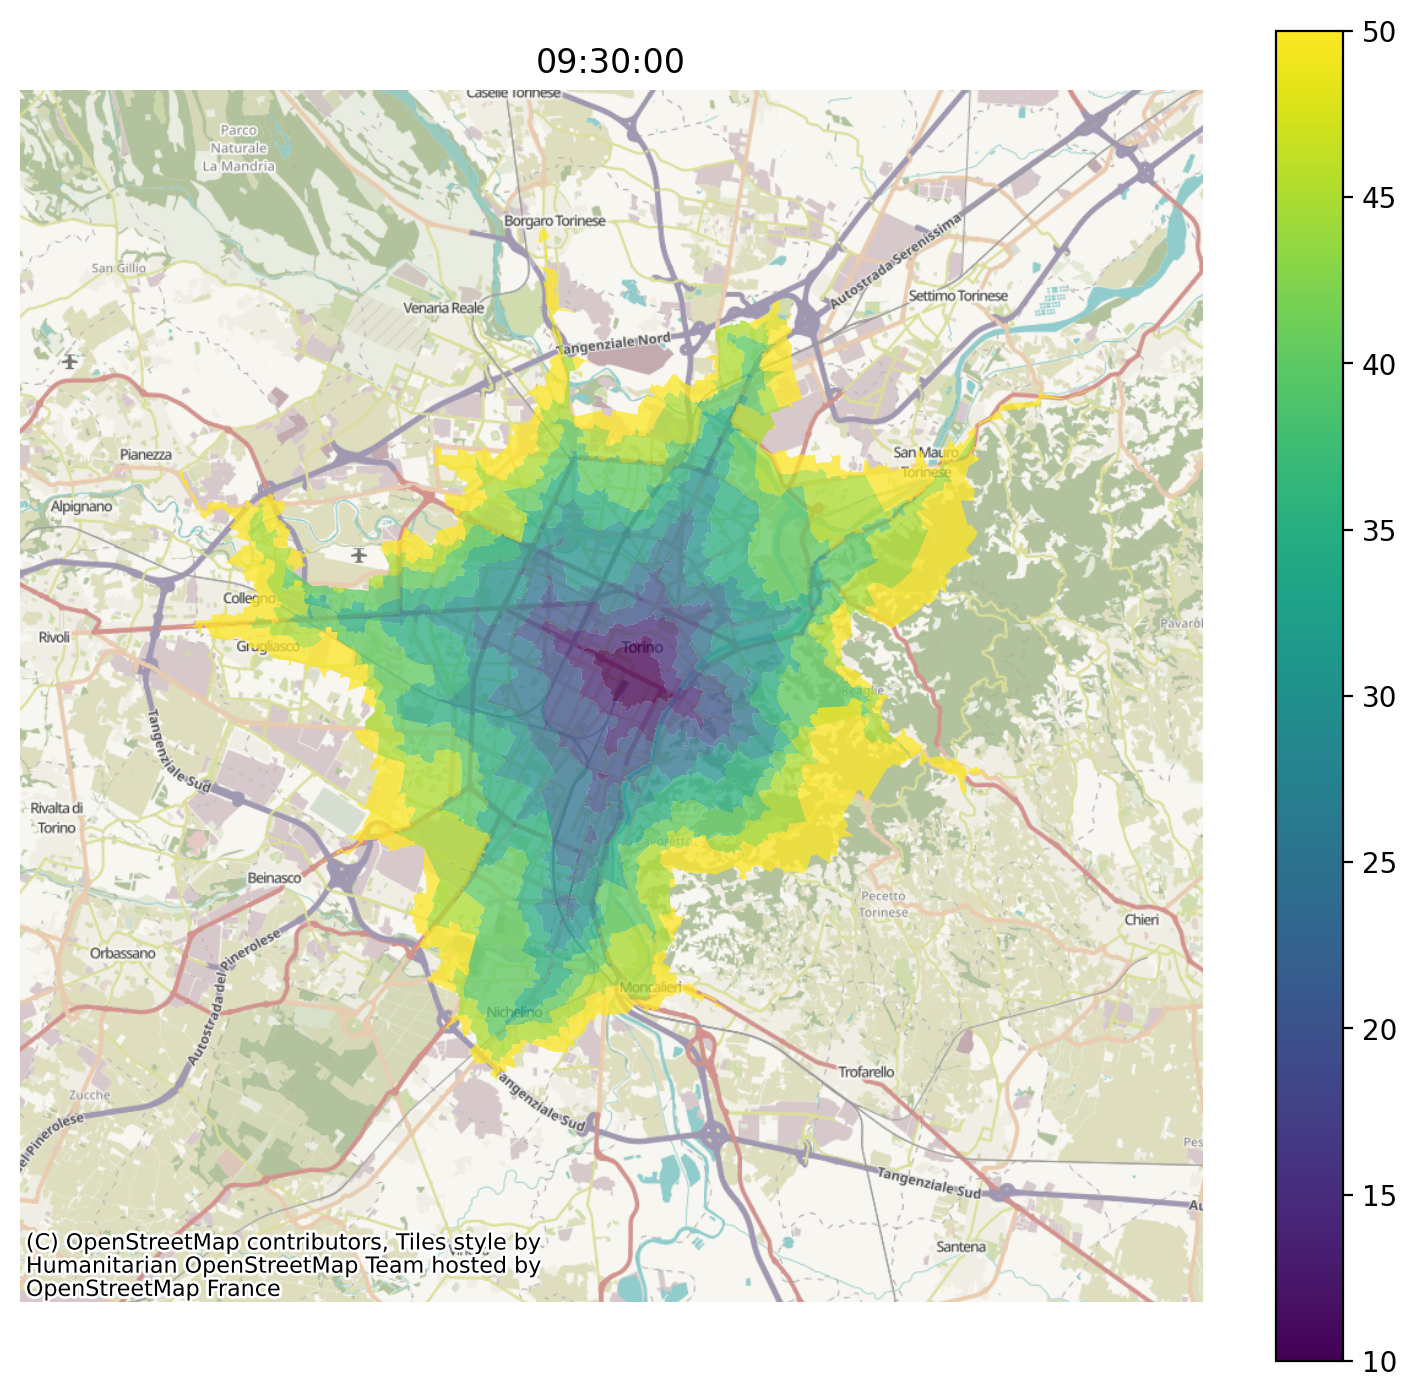 09:30:00
50
45
40
35
30
25
20
15
10
Caselle Torinese
Parco
Naturale
La Mandria
Borgaro Torinese
San Gillio
Venaria Reale
Autostrada Serenissima
Settimo Torinese
Tangenziale Nord
Pianezza
San Mauro
Torinese
Alpignano
Collegno
Rivoli
Grugliasco
Torino
Reaglie
Tangenziale Sud
Rivalta di
Torino
Cavoretto
Beinasco
Pecetto
Torinese
Chieri
Orbassano
Autostrada del Pinerolese
Moncalieri
Nichelino
Trofarello
Zucche
Tangenziale Sud
del Pinerolese
Tangenziale Sud
Santena
(C) OpenStreetMap contributors, Tiles style by
Humanitarian OpenStreetMap Team hosted by
OpenStreetMap France